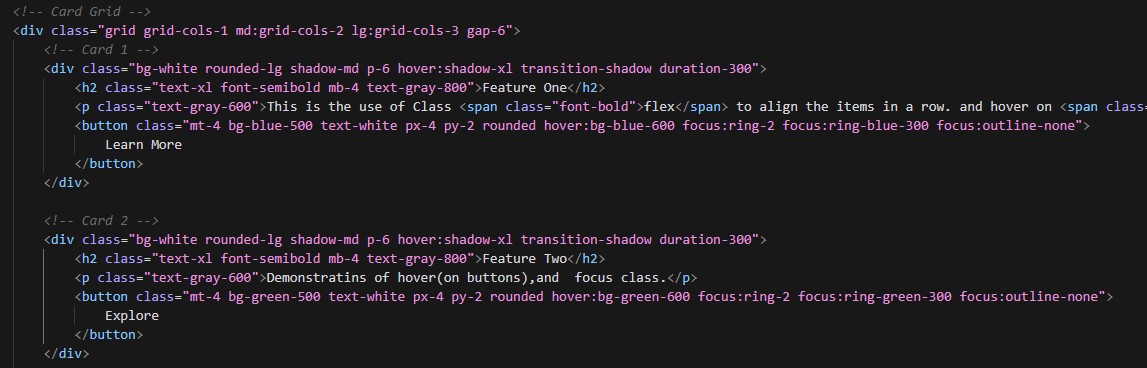 <!-- Card Grid -->
<div class="grid grid-cols-1 md:grid-cols-2 lg:grid-cols-3 gap-6">
<!-- Card 1 -->
<div class="bg-white rounded-lg shadow-md p-6 hover:shadow-xl transition-shadow duration-300">
<h2 class="text-xl font-semibold mb-4 text-gray-800">Feature One</h2>
<p class="text-gray-600">This is the use of Class <span class="font-bold">flex</span> to align the items in a row. and hover on <span class=
<button class="mt-4 bg-blue-500 text-white px-4 py-2 rounded hover:bg-blue-600 focus:ring-2 focus:ring-blue-300 focus:outline-none">
Learn More
</button>
</div>
<!-- Card 2 -->
<div class="bg-white rounded-lg shadow-md p-6 hover:shadow-xl transition-shadow duration-300">
<h2 class="text-xl font-semibold mb-4 text-gray-800">Feature Two</h2>
<p class="text-gray-600">Demonstratins of hover(on buttons),and  focus class.</p>
<button class="mt-4 bg-green-500 text-white px-4 py-2 rounded hover:bg-green-600 focus:ring-2 focus:ring-green-300 focus:outline-none">
Explore
</button>
</div>